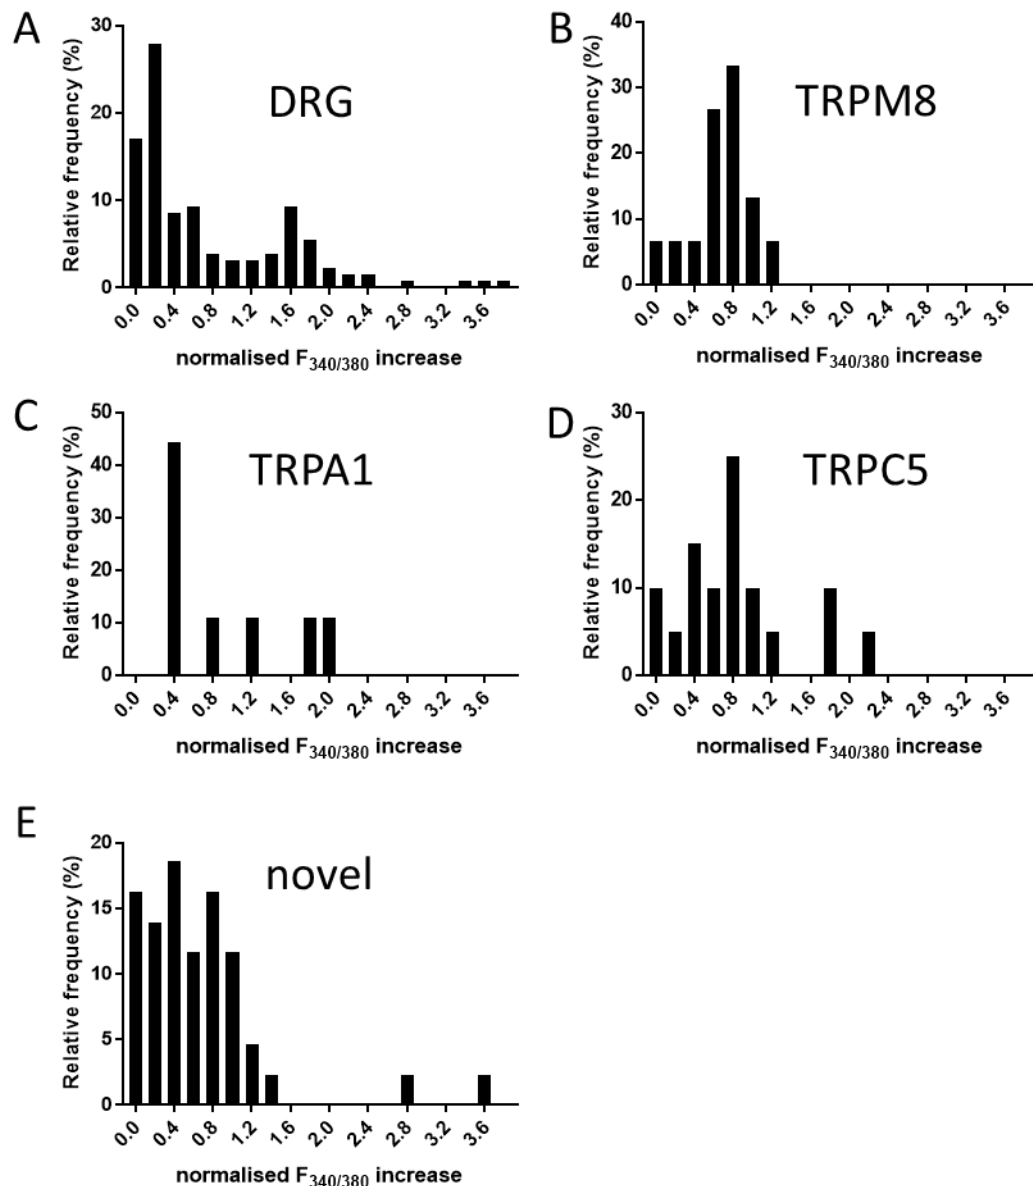 A
DRG
Relative frequency (%)
30
20
10
0
0.0 0.4 0.8 1.2 1.6 2.0 2.4 2.8 3.2 3.6
normalised F340/380 increase
B
TRPM8
Relative frequency (%)
40
30
20
10
0
0.0 0.4 0.8 1.2 1.6 2.0 2.4 2.8 3.2 3.6
normalised F340/380 increase
C
TRPA1
Relative frequency (%)
50
40
30
20
10
0
0.0 0.4 0.8 1.2 1.6 2.0 2.4 2.8 3.2 3.6
normalised F340/380 increase
D
TRPC5
Relative frequency (%)
30
20
10
0
0.0 0.4 0.8 1.2 1.6 2.0 2.4 2.8 3.2 3.6
normalised F340/380 increase
E
novel
Relative frequency (%)
20
15
10
5
0
0.0 0.4 0.8 1.2 1.6 2.0 2.4 2.8 3.2 3.6
normalised F340/380 increase